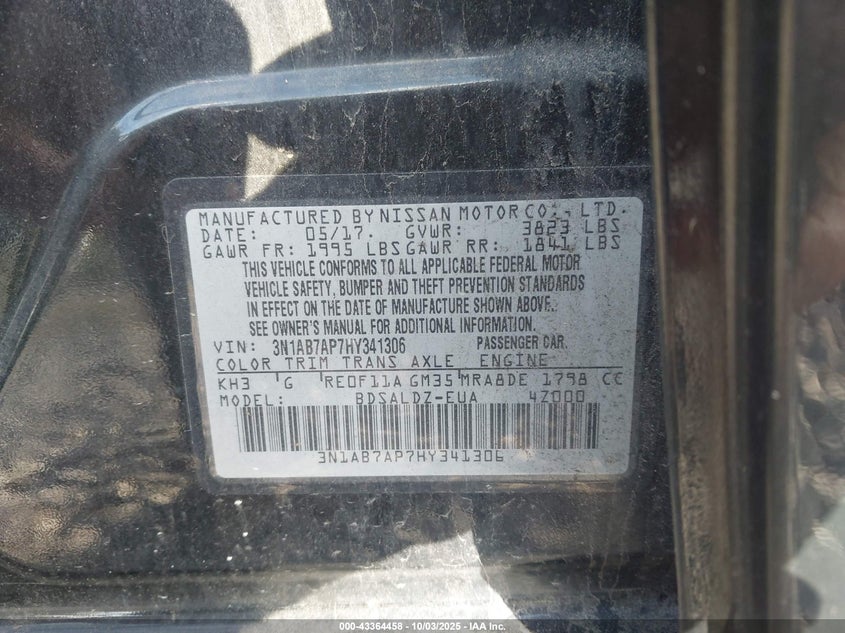 MANUFACTURED BY NISSAN MOTOR CO., LTD.
DATE: 05/17. GVWR: 3823 LBS
GAWR FR: 1995 LBS GAWR RR: 1841 LBS
THIS VEHICLE CONFORMS TO ALL APPLICABLE FEDERAL MOTOR
VEHICLE SAFETY, BUMPER AND THEFT PREVENTION STANDARDS
IN EFFECT ON THE DATE OF MANUFACTURE SHOWN ABOVE.
SEE OWNER'S MANUAL FOR ADDITIONAL INFORMATION.
VIN: 3N1AB7AP7HY341306 PASSENGER CAR
COLOR TRIM TRANS AXLE ENGINE
KH3 G RE0F11A GM35 MRA8DE 1798 CC
MODEL: BDSALDZ-EUA 4Z000
3N1AB7AP7HY341306
000-43364458 - 10/03/2025 - IAA Inc.